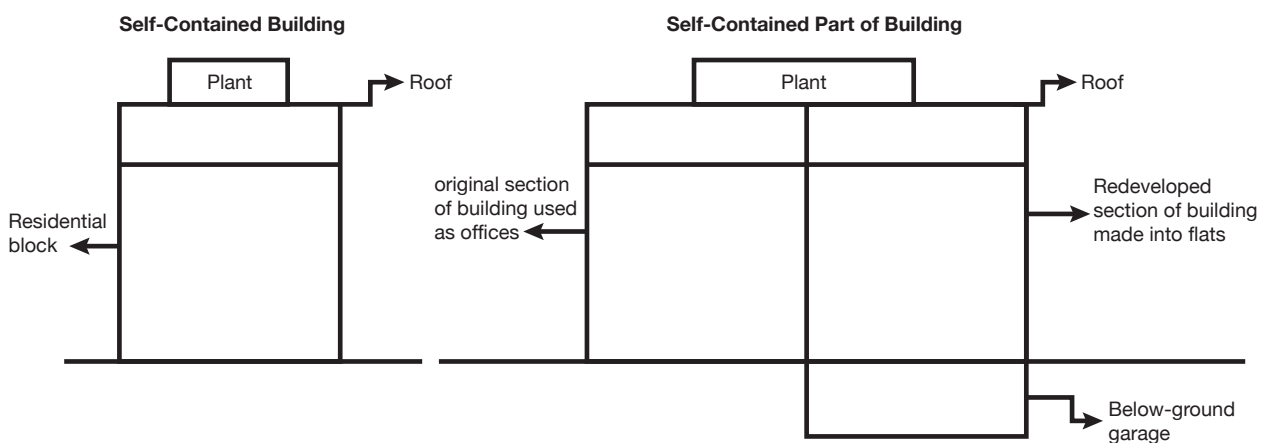 Self-Contained Building
Plant
Roof
Residential
block
Self-Contained Part of Building
Plant
Roof
original section
of building used
as offices
Redeveloped
section of building
made into flats
Below-ground
garage